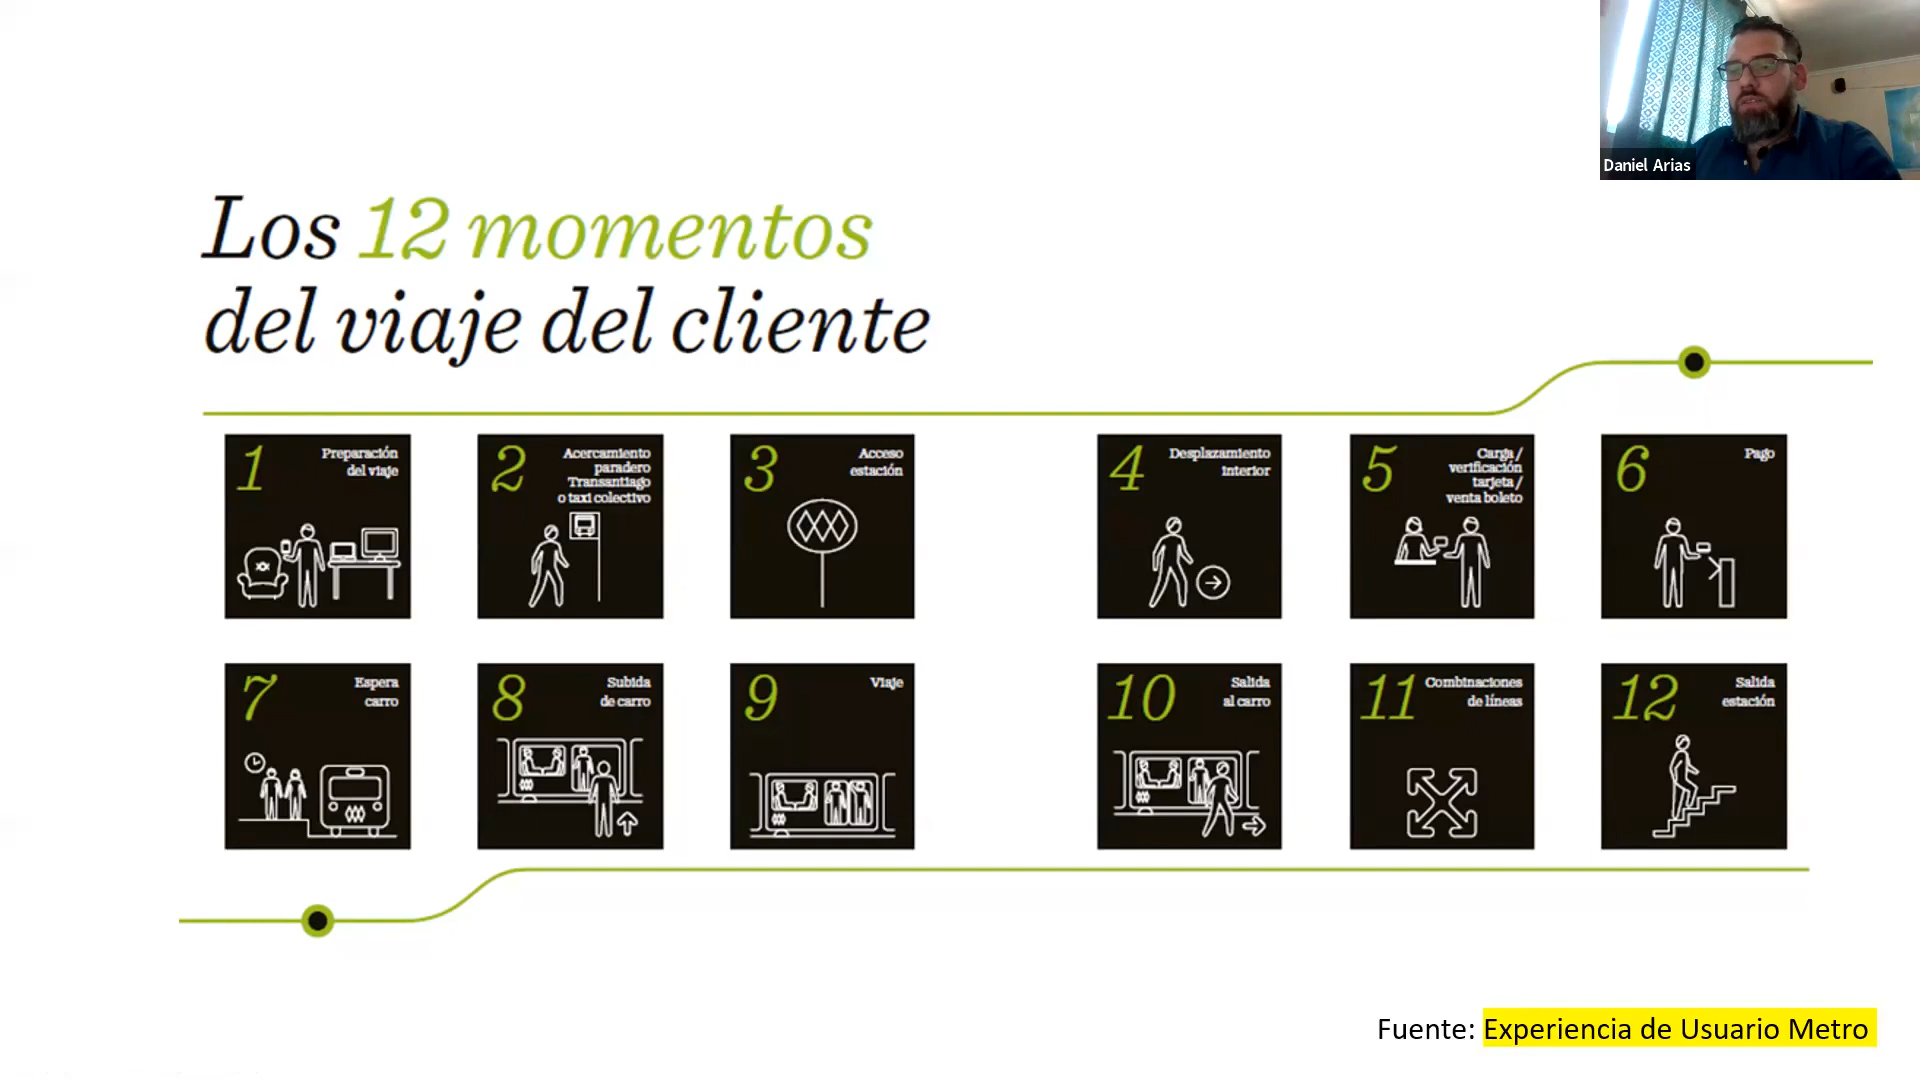 Daniel Arias
Los 12 momentos
del viaje del cliente
1
Preparación
del viaje
2
Acercamiento
paradero
Transantiago
o taxi colectivo
3
Acceso
estación
4
Desplazamiento
interior
5
Carga /
verificación
tarjeta /
venta boleto
6
Pago
7
Espera
carro
8
Subida
de carro
9
Viaje
10
Salida
al carro
11
Combinaciones
de líneas
12
Salida
estación
Fuente: Experiencia de Usuario Metro